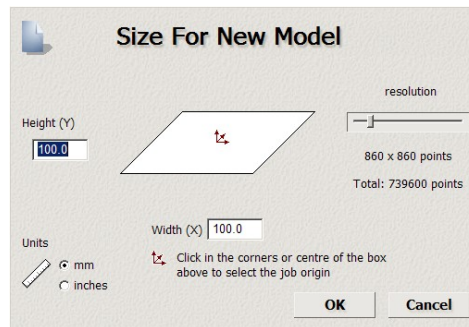 Size For New Model
resolution
Height (Y)
100.0
860 x 860 points
Total: 739600 points
Width (X) 100.0
Units
mm
inches
Click in the corners or centre of the box
above to select the job origin
OK Cancel